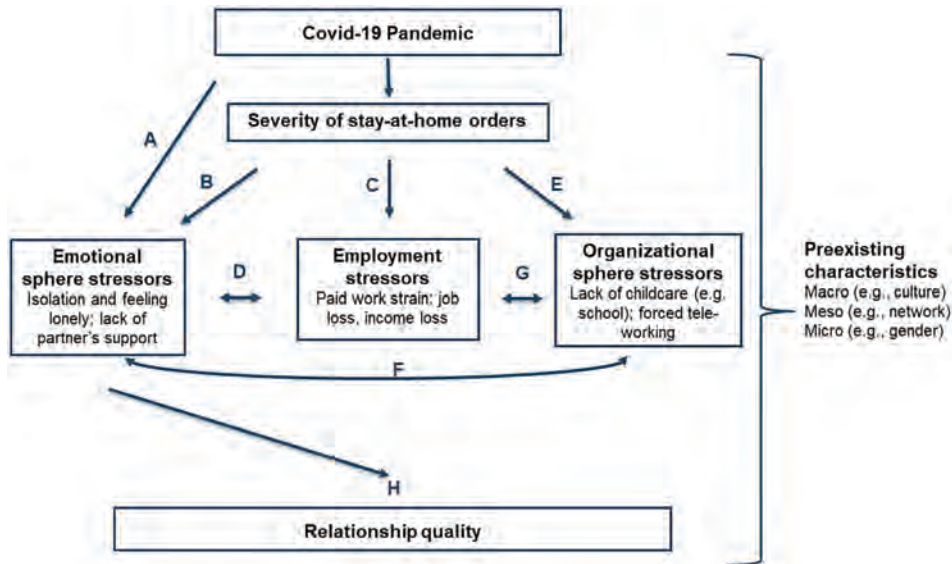 Covid-19 Pandemic
Severity of stay-at-home orders
A
B
C
E
Emotional
sphere stressors
Isolation and feeling
lonely; lack of
partner's support
D
Employment
stressors
Paid work strain: job
loss, income loss
G
Organizational
sphere stressors
Lack of childcare (e.g.
school); forced tele-
working
Preexisting
characteristics
Macro (e.g., culture)
Meso (e.g., network)
Micro (e.g., gender)
F
H
Relationship quality